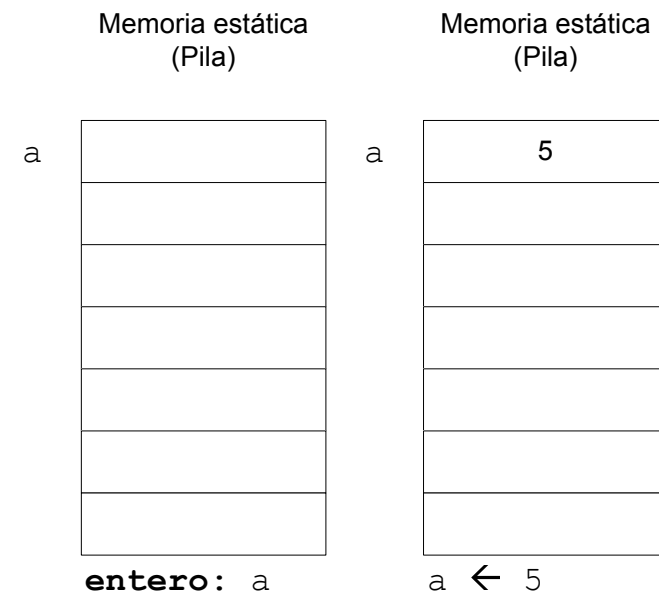 Memoria estática
(Pila)
a
entero: a
Memoria estática
(Pila)
a
5
a ← 5